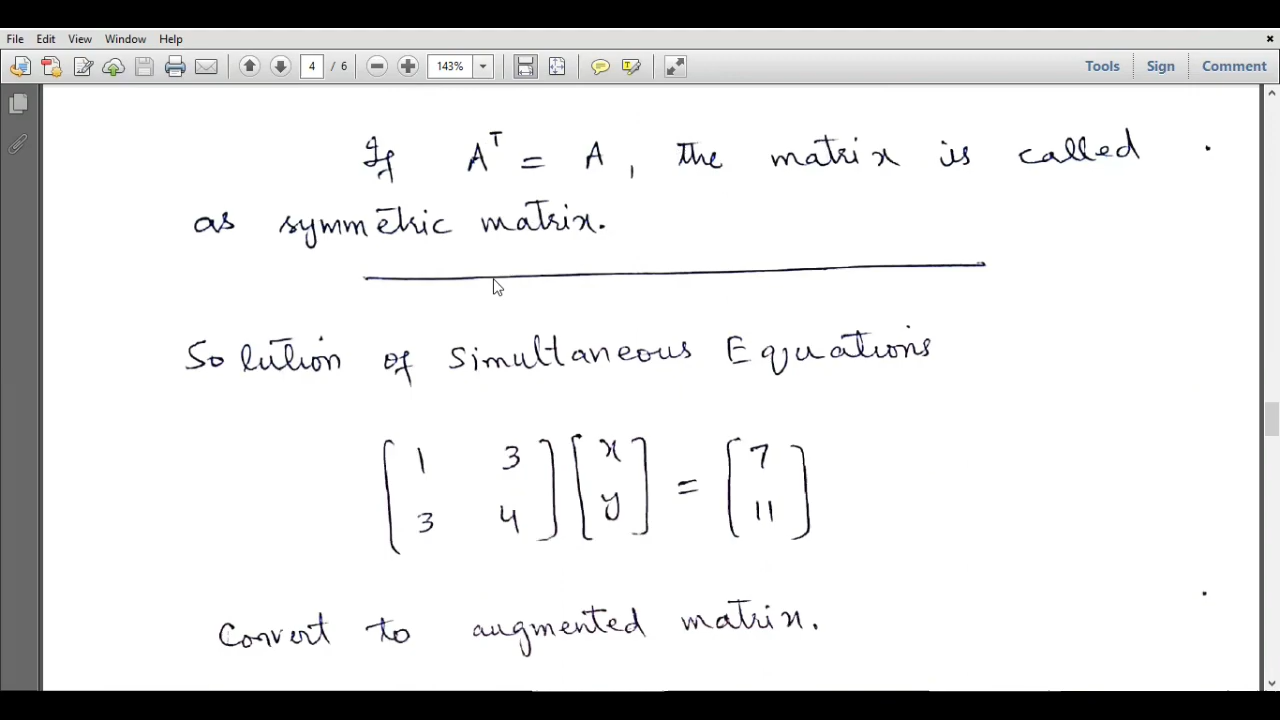 File Edit View Window Help
4 / 6 143% Tools Sign Comment
If Aᵀ = A, the matrix is called
as symmetric matrix.
Solution of Simultaneous Equations
[1 3] [x] = [7]
[3 4] [y] [11]
Convert to augmented matrix.